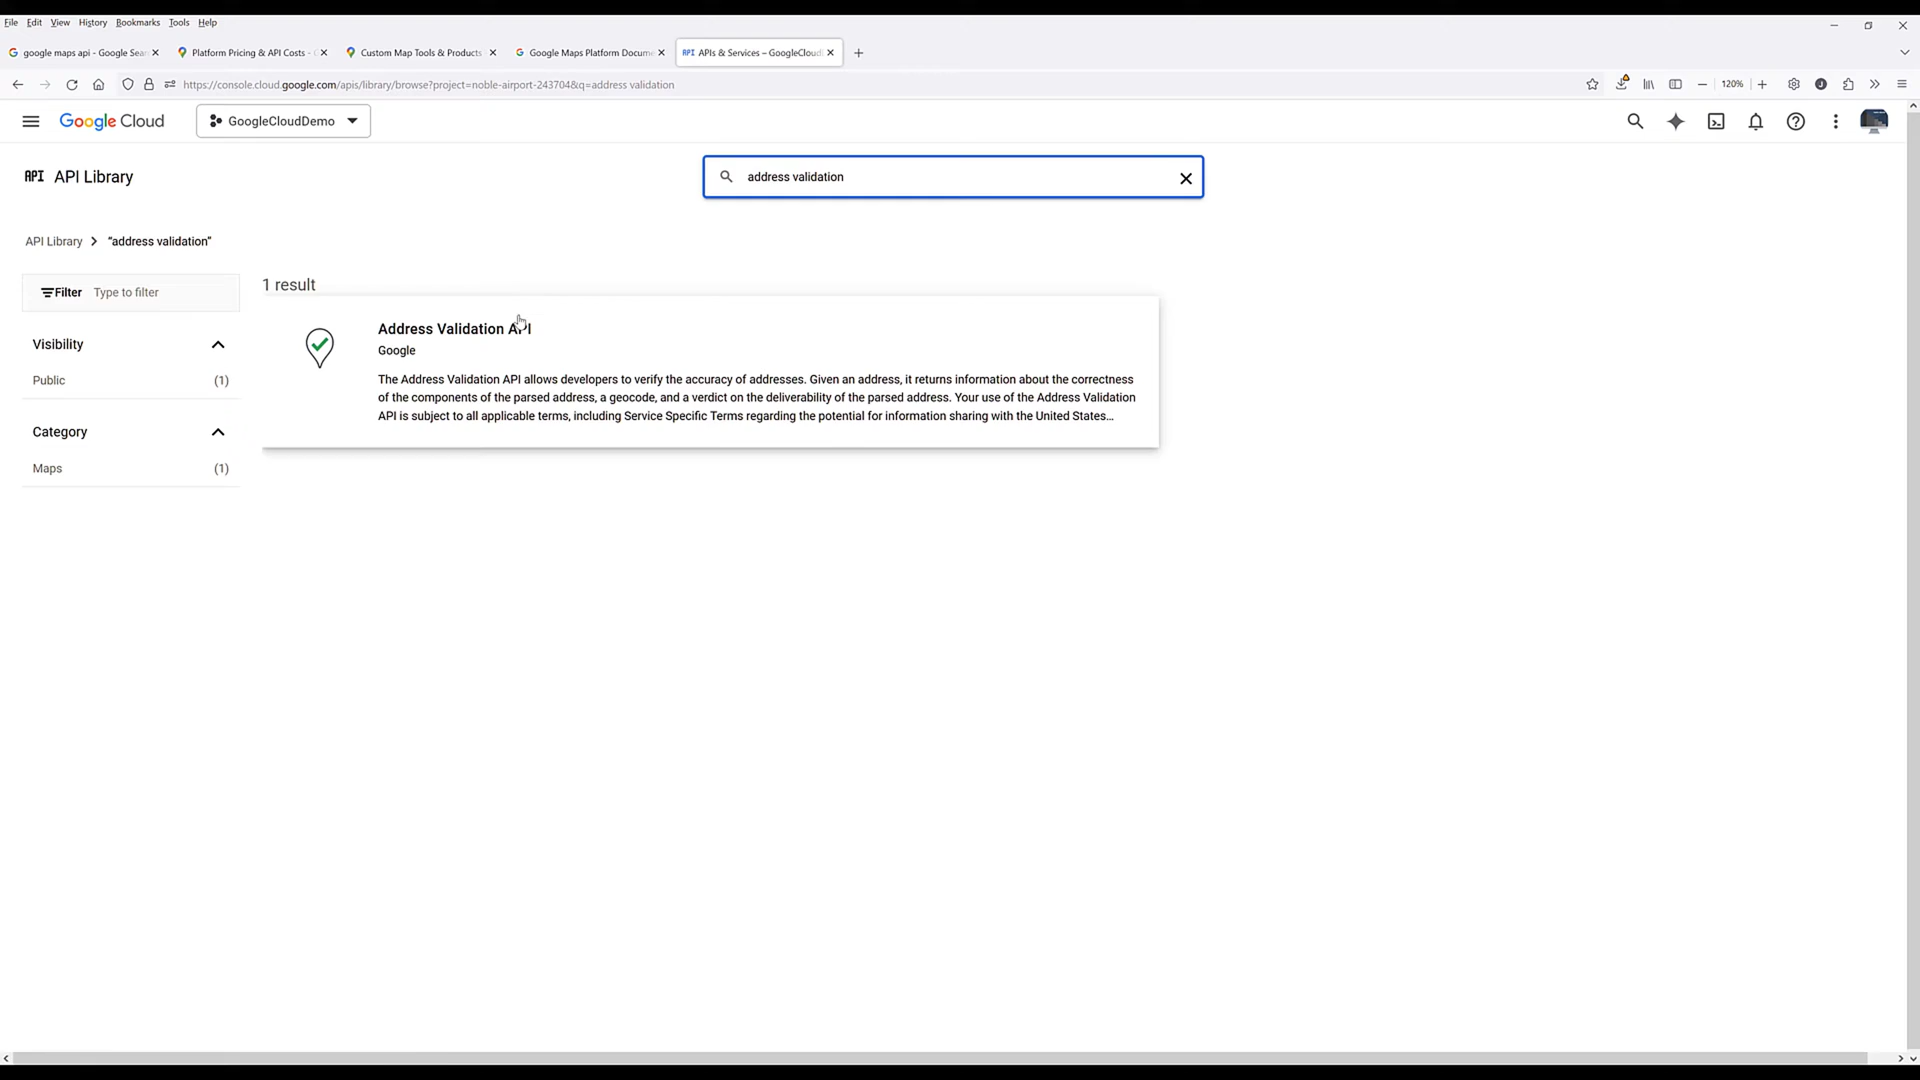 File Edit View History Bookmarks Tools Help
google maps api - Google Sear
Platform Pricing & API Costs -
Custom Map Tools & Products
Google Maps Platform Docume
API APIs & Services – GoogleCloud
https://console.cloud.google.com/apis/library/browse?project=noble-airport-243704&q=address validation
120%
Google Cloud
GoogleCloudDemo
API API Library
address validation
API Library > "address validation"
Filter Type to filter
1 result
Visibility
Public (1)
Category
Maps (1)
Address Validation API
Google
The Address Validation API allows developers to verify the accuracy of addresses. Given an address, it returns information about the correctness
of the components of the parsed address, a geocode, and a verdict on the deliverability of the parsed address. Your use of the Address Validation
API is subject to all applicable terms, including Service Specific Terms regarding the potential for information sharing with the United States...